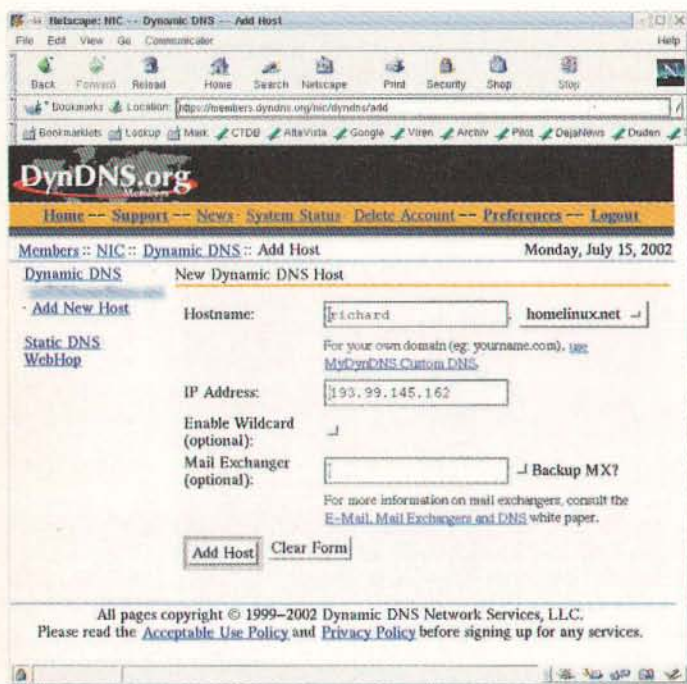 Netscape: NIC -- Dynamic DNS -- Add Host
File Edit View Go Communicator Help
Back Forward Reload Home Search Netscape Print Security Shop Stop
Bookmarks Location: https://members.dyndns.org/nic/dyndns/add
Bookmarklets Lookup Mark CTDB AltaVista Google Viren Archiv Pilot DejaNews Duden
DynDNS.org
Members
Home -- Support -- News - System Status - Delete Account -- Preferences -- Logout
Members :: NIC :: Dynamic DNS :: Add Host Monday, July 15, 2002
Dynamic DNS
- Add New Host
Static DNS
WebHop
New Dynamic DNS Host
Hostname: richard . homelinux.net
For your own domain (eg: yourname.com), use
MyDynDNS Custom DNS.
IP Address: 193.99.145.162
Enable Wildcard
(optional):
Mail Exchanger
(optional):
Backup MX?
For more information on mail exchangers, consult the
E-Mail, Mail Exchangers and DNS white paper.
Add Host Clear Form
All pages copyright © 1999–2002 Dynamic DNS Network Services, L.L.C.
Please read the Acceptable Use Policy and Privacy Policy before signing up for any services.